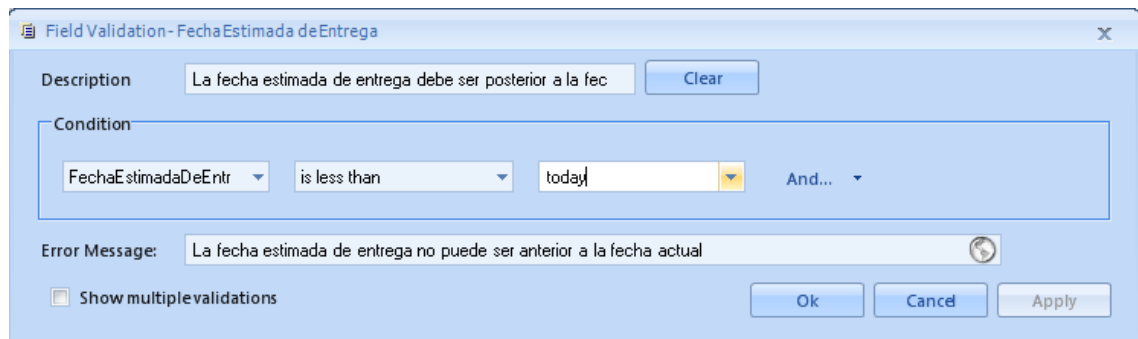 Field Validation - FechaEstimada deEntrega x
Description La fecha estimada de entrega debe ser posterior a la fec Clear
Condition
FechaEstimadaDeEntr is less than today And...
Error Message: La fecha estimada de entrega no puede ser anterior a la fecha actual
Show multiple validations Ok Cancel Apply